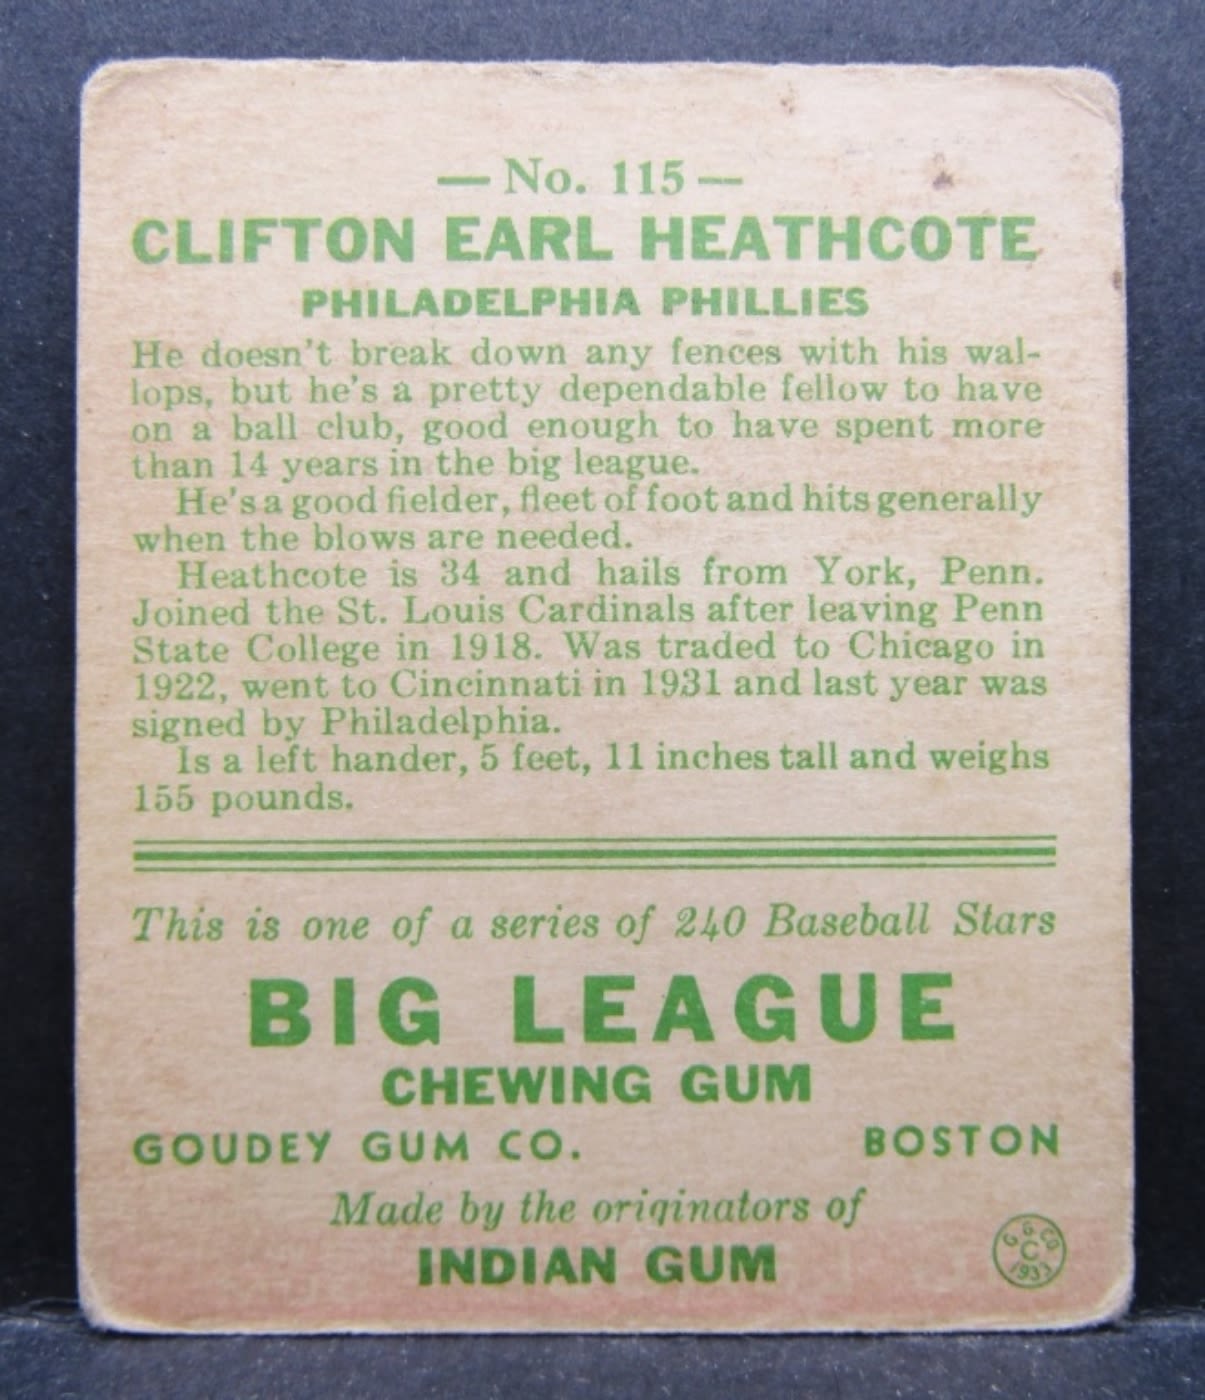 — No. 115 —
CLIFTON EARL HEATHCOTE
PHILADELPHIA PHILLIES
He doesn't break down any fences with his wal-
lops, but he's a pretty dependable fellow to have
on a ball club, good enough to have spent more
than 14 years in the big league.
He's a good fielder, fleet of foot and hits generally
when the blows are needed.
Heathcote is 34 and hails from York, Penn.
Joined the St. Louis Cardinals after leaving Penn
State College in 1918. Was traded to Chicago in
1922, went to Cincinnati in 1931 and last year was
signed by Philadelphia.
Is a left hander, 5 feet, 11 inches tall and weighs
155 pounds.
This is one of a series of 240 Baseball Stars
BIG LEAGUE
CHEWING GUM
GOUDEY GUM CO. BOSTON
Made by the originators of
INDIAN GUM
G. G. CO.
C
1933